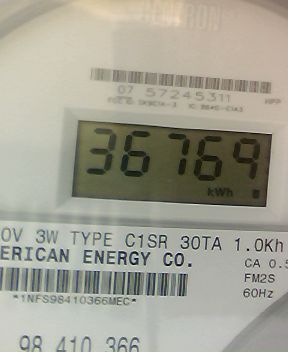 07 57245311
36769
kWh
0V 3W TYPE C1SR 30TA 1.0Kh
ERICAN ENERGY CO.
CA 0.5
FM2S
*1NFS98410366MEC*
60Hz
98 410 366